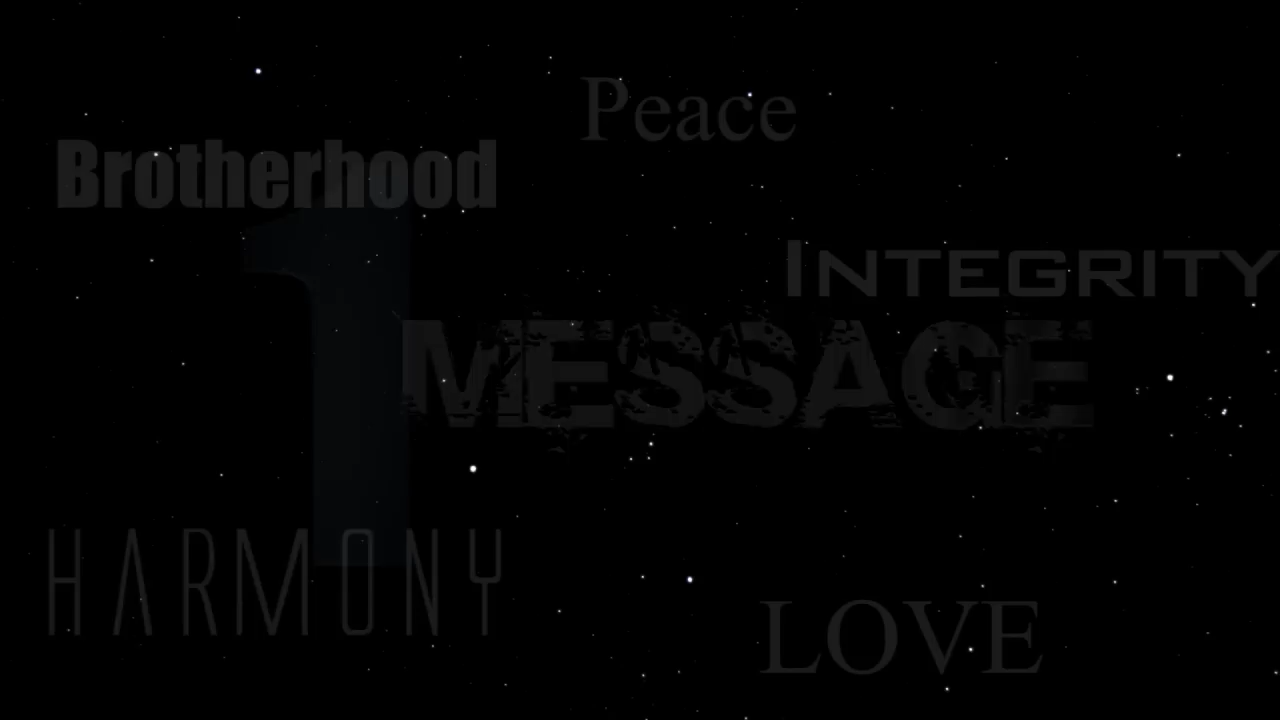 Peace
Brotherhood
INTEGRITY
1 MESSAGE
HARMONY
LOVE